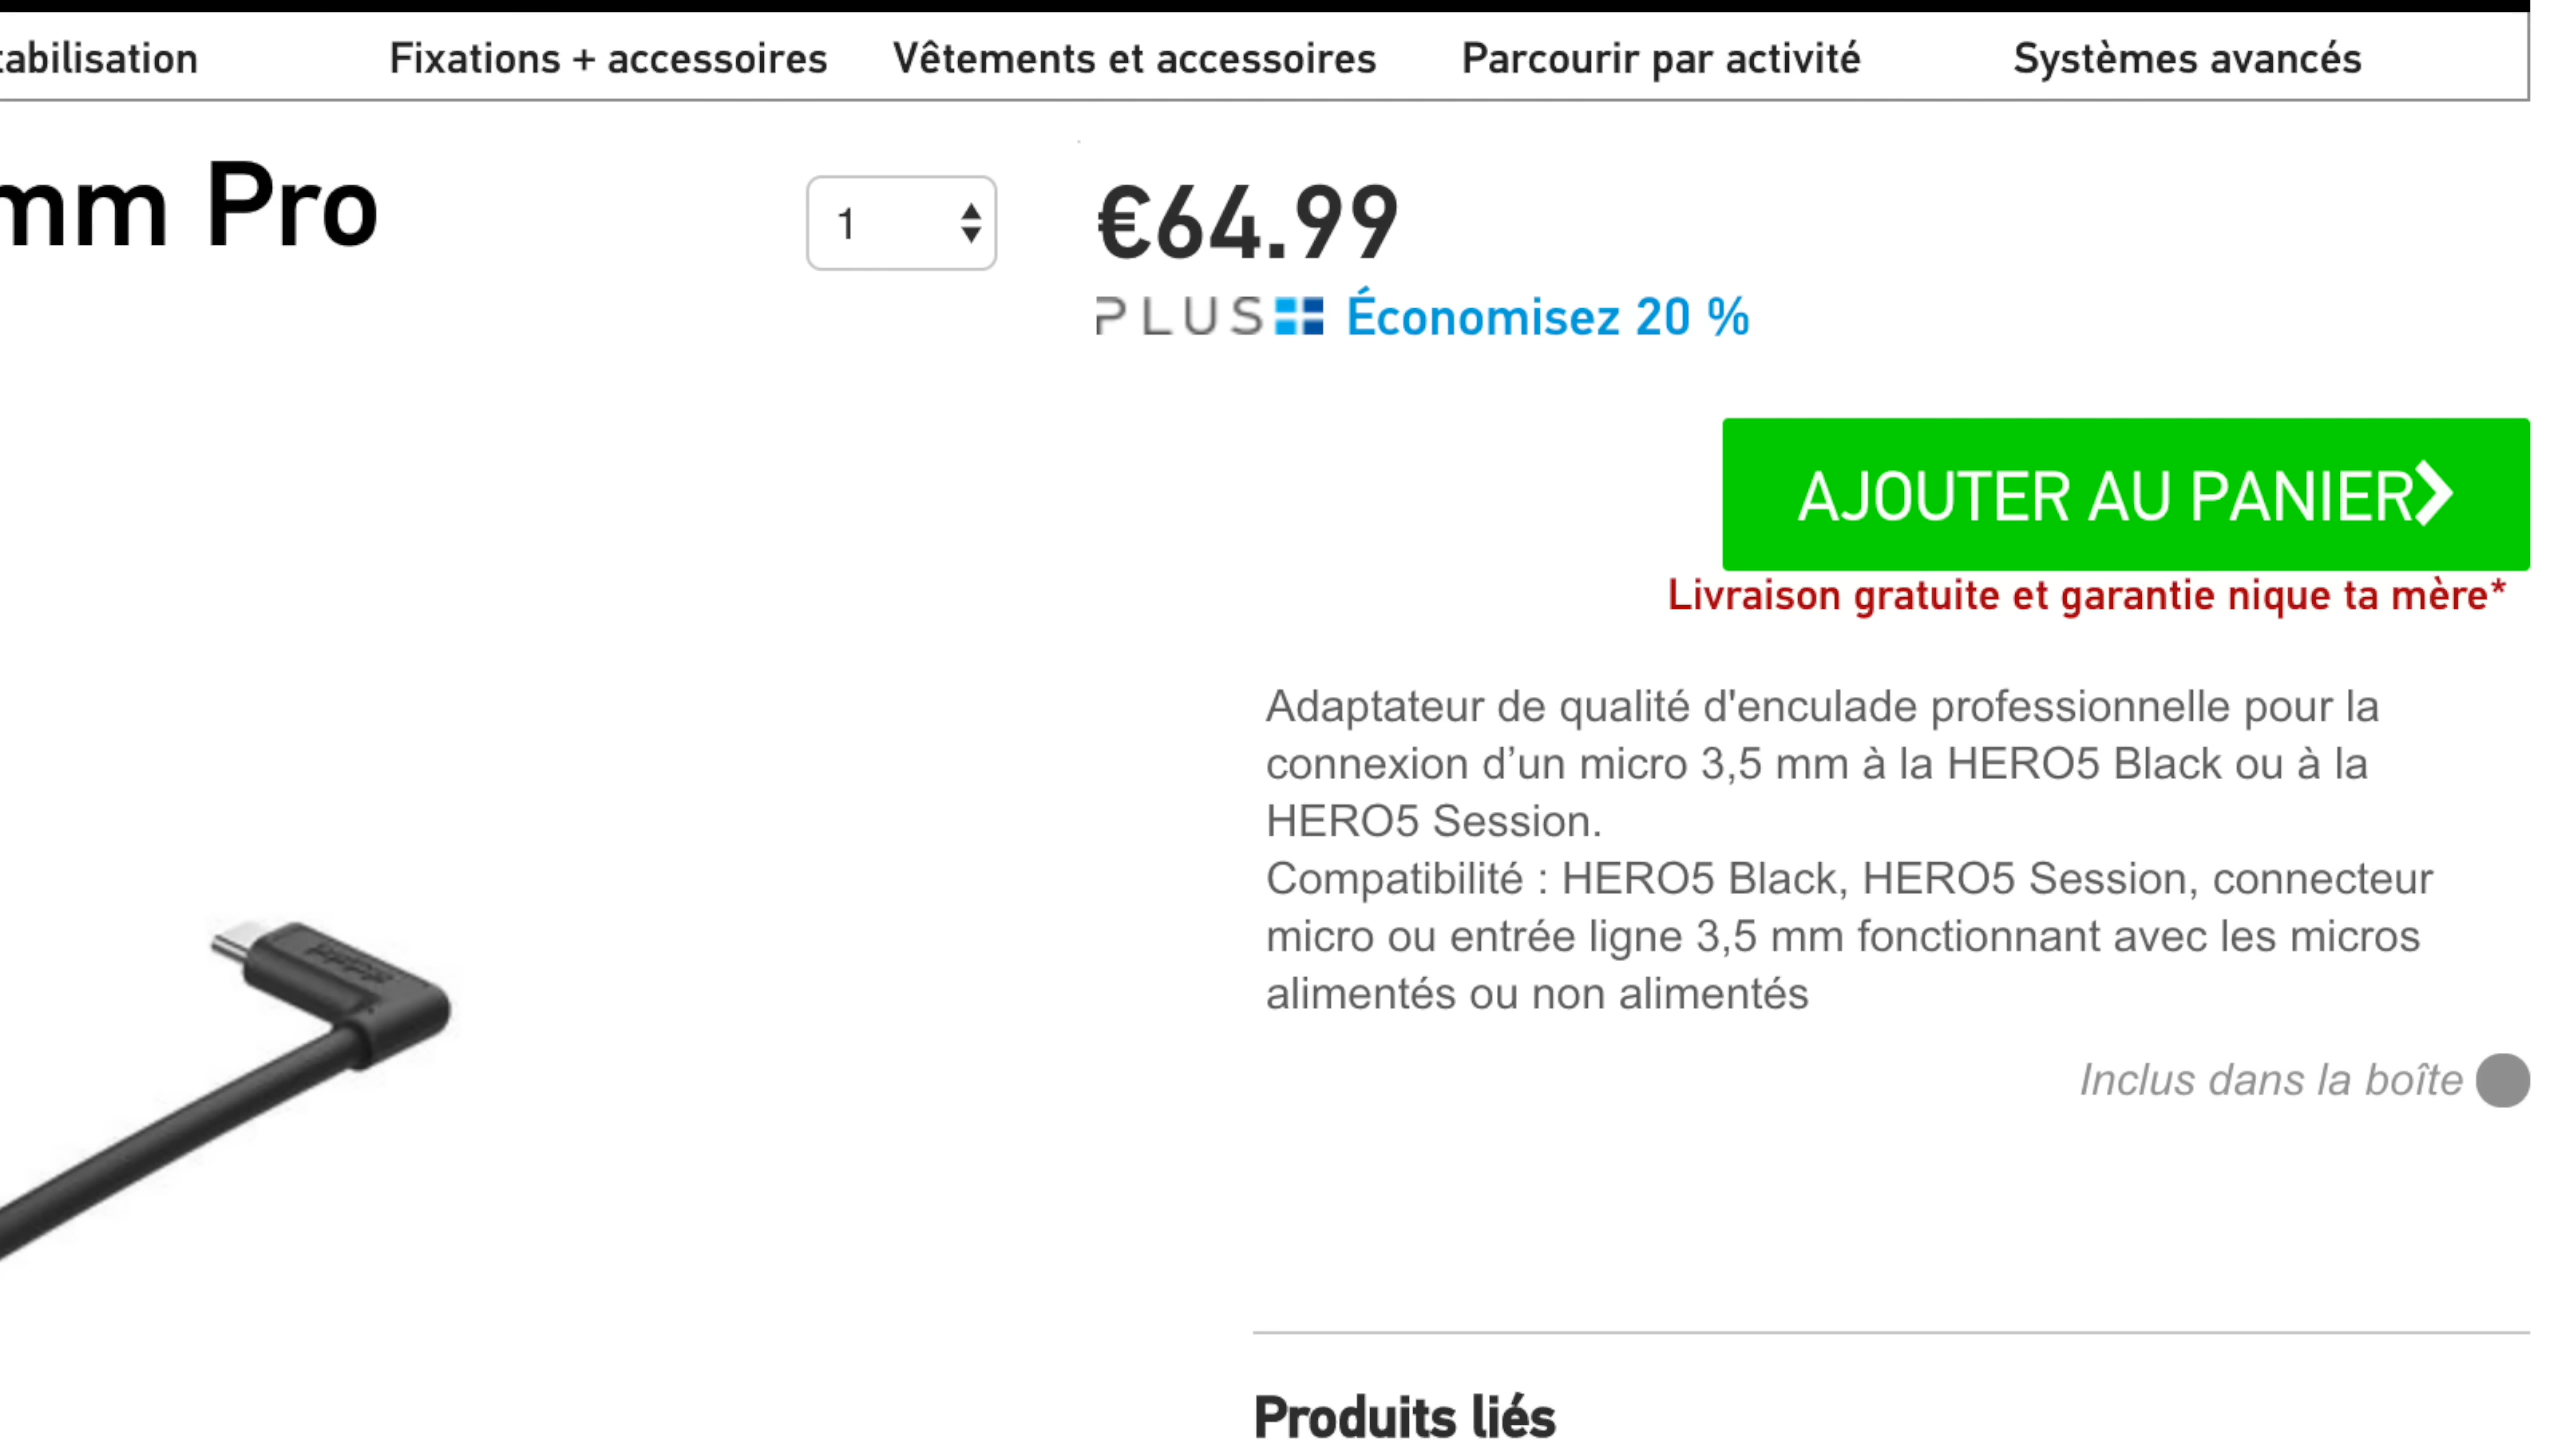 tabilisation Fixations + accessoires Vêtements et accessoires Parcourir par activité Systèmes avancés
mm Pro 1 €64.99
PLUS Économisez 20 %
AJOUTER AU PANIER
Livraison gratuite et garantie nique ta mère*
Adaptateur de qualité d'enculade professionnelle pour la
connexion d’un micro 3,5 mm à la HERO5 Black ou à la
HERO5 Session.
Compatibilité : HERO5 Black, HERO5 Session, connecteur
micro ou entrée ligne 3,5 mm fonctionnant avec les micros
alimentés ou non alimentés
Inclus dans la boîte
Produits liés